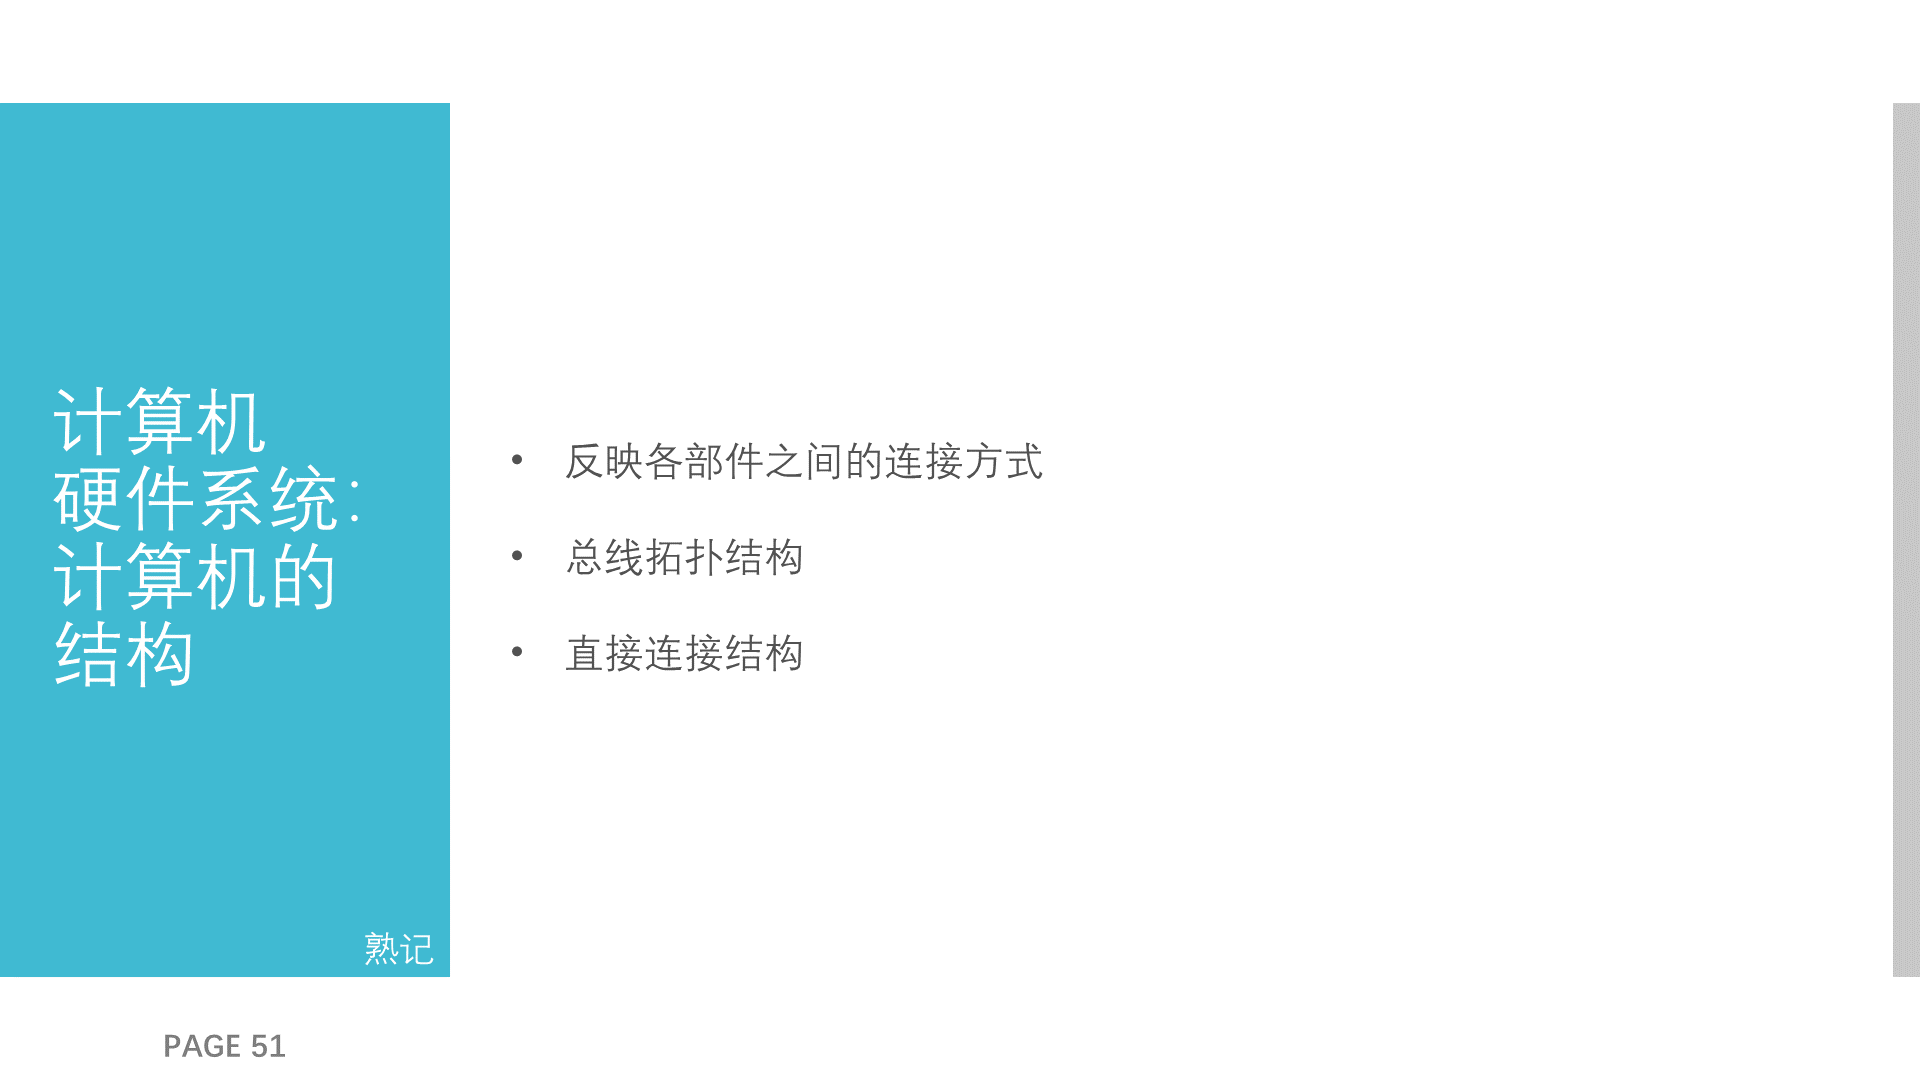 计算机
硬件系统：
计算机的
结构
• 反映各部件之间的连接方式
• 总线拓扑结构
• 直接连接结构
熟记
PAGE 51